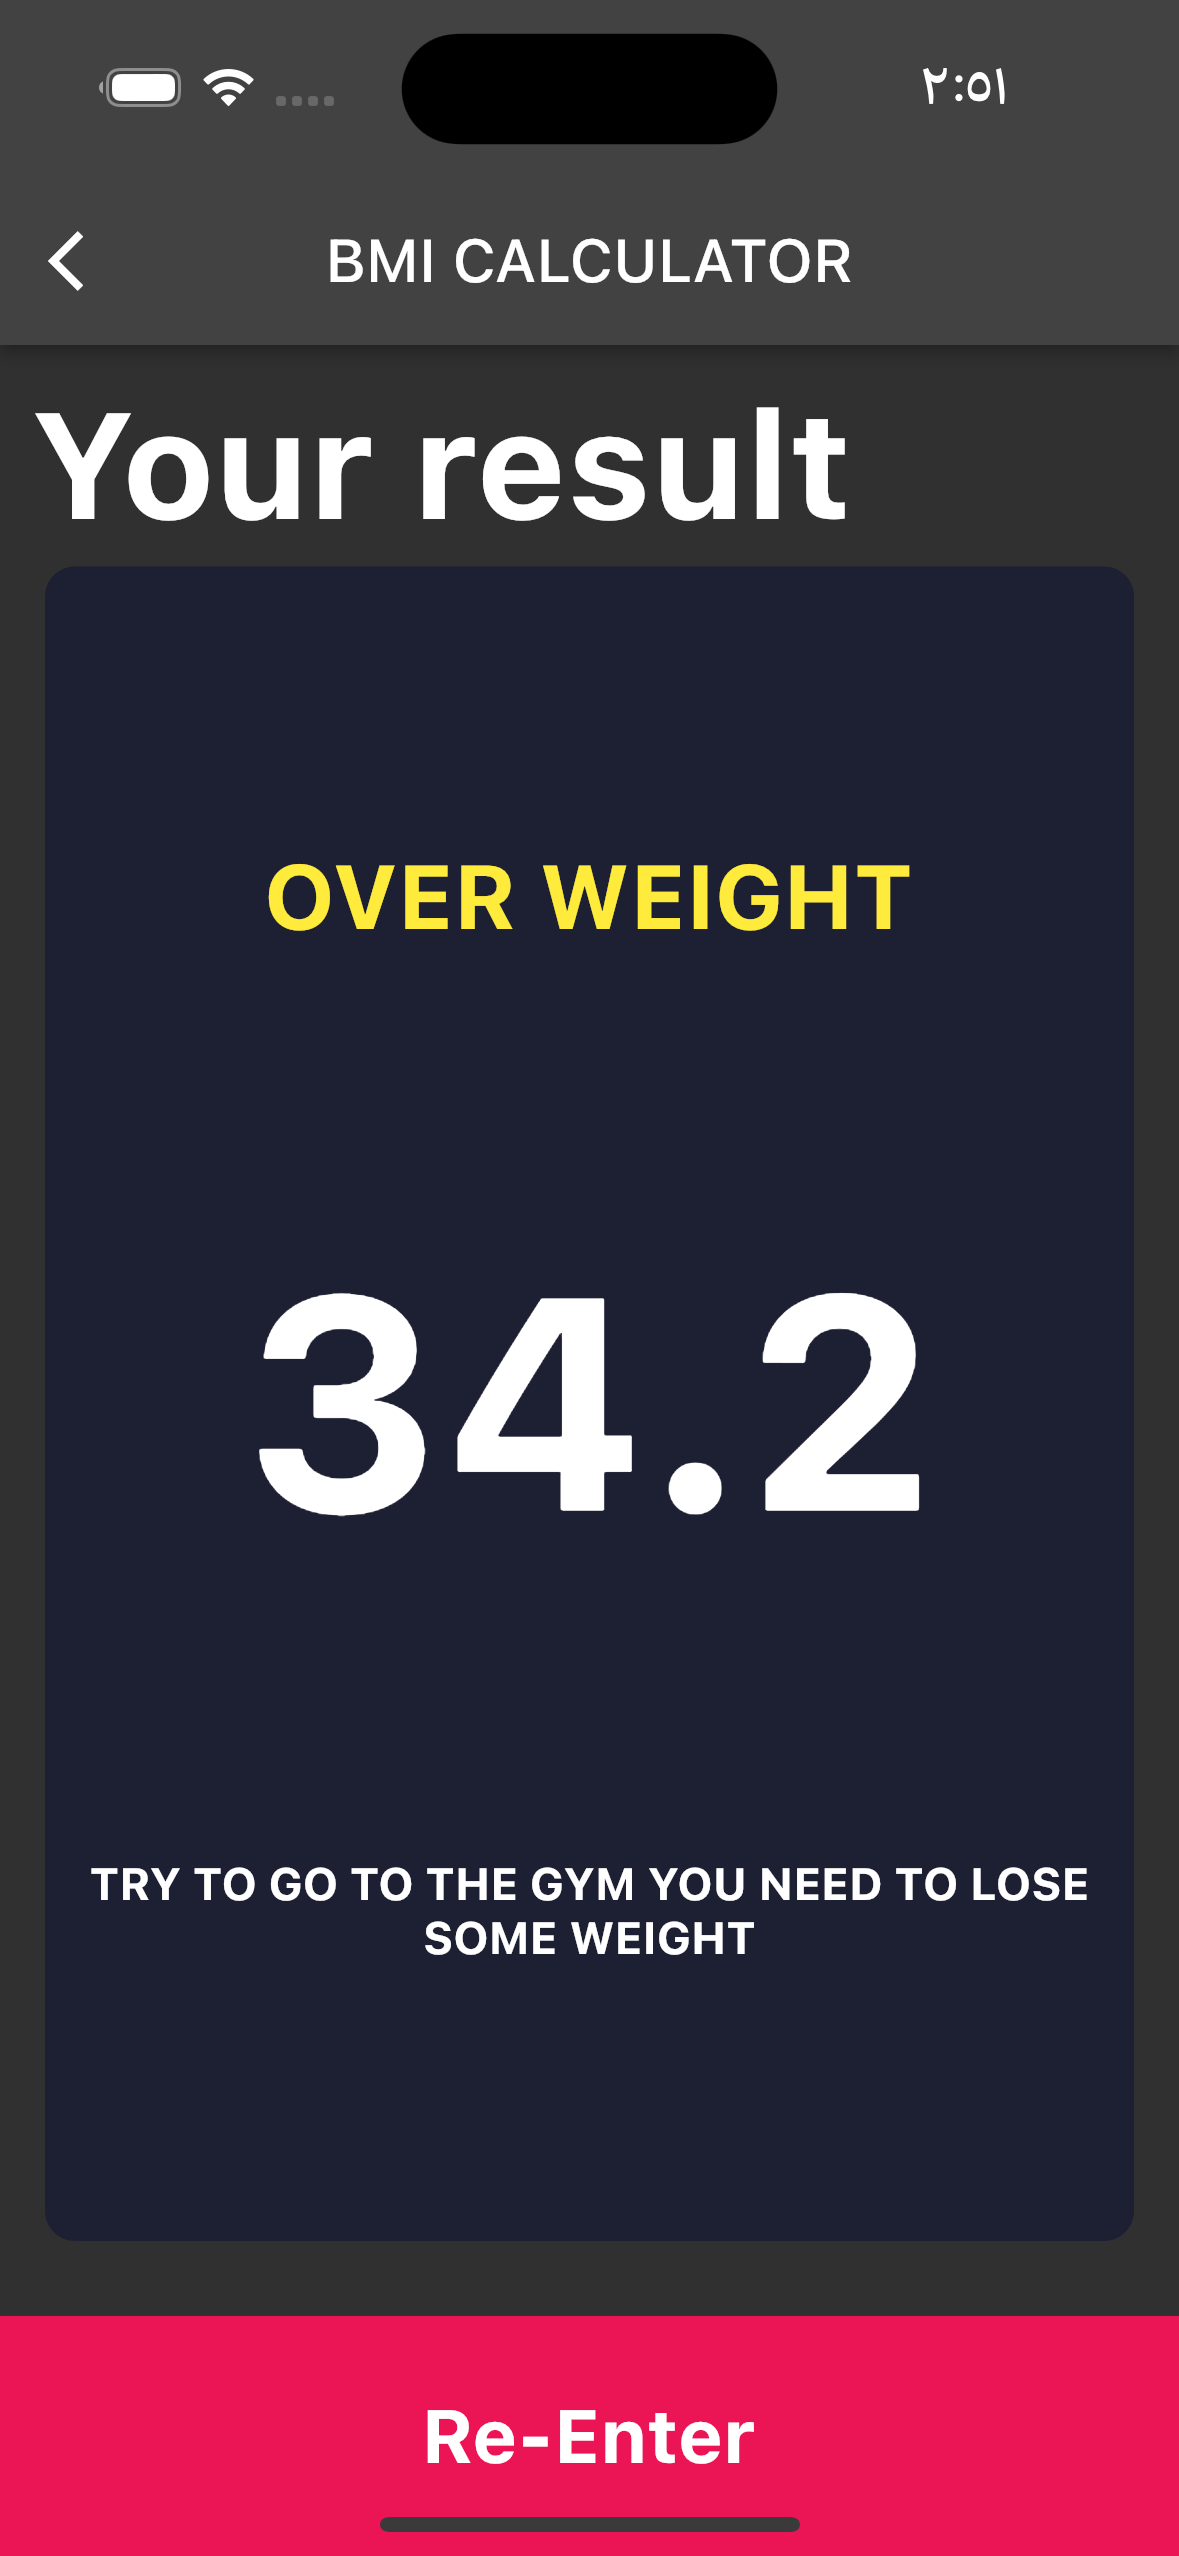 ٢:٥١
BMI CALCULATOR
Your result
OVER WEIGHT
34.2
TRY TO GO TO THE GYM YOU NEED TO LOSE
SOME WEIGHT
Re-Enter